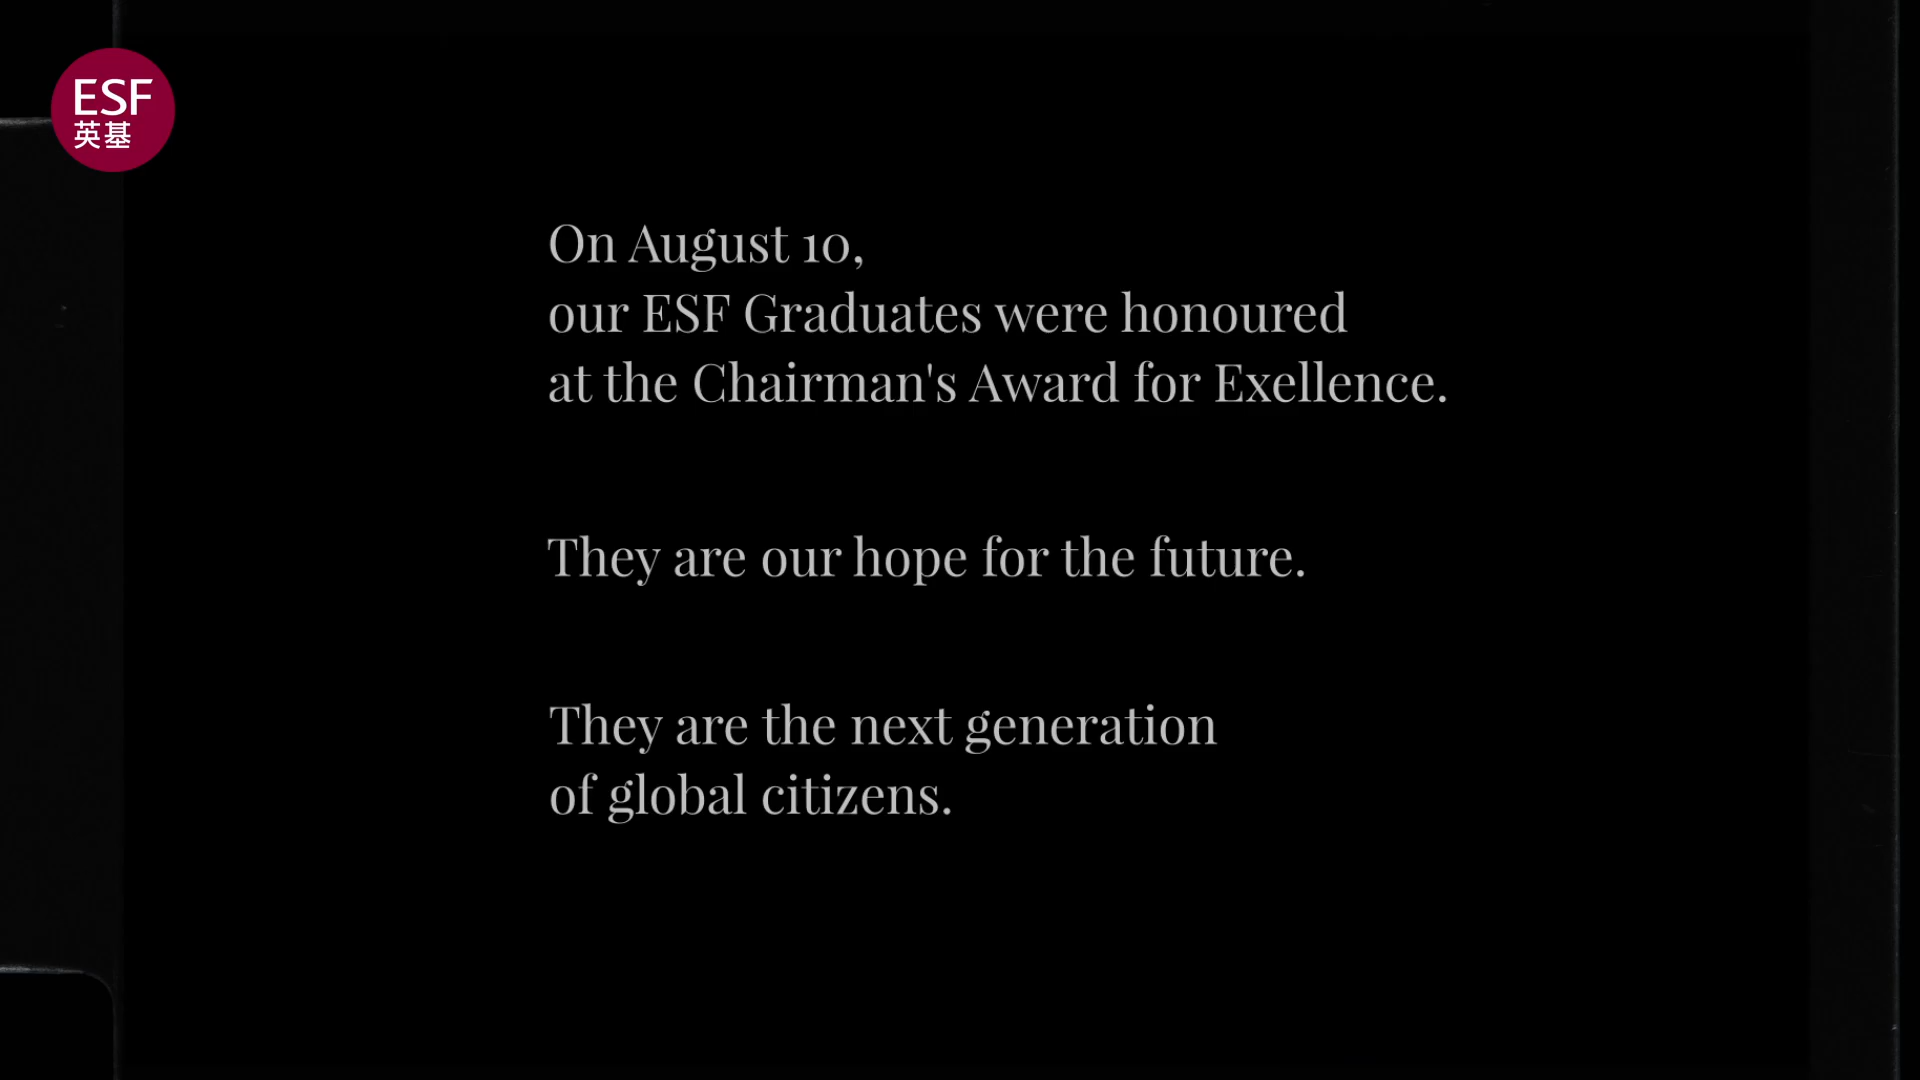 ESF
英基
On August 10,
our ESF Graduates were honoured
at the Chairman's Award for Exellence.
They are our hope for the future.
They are the next generation
of global citizens.